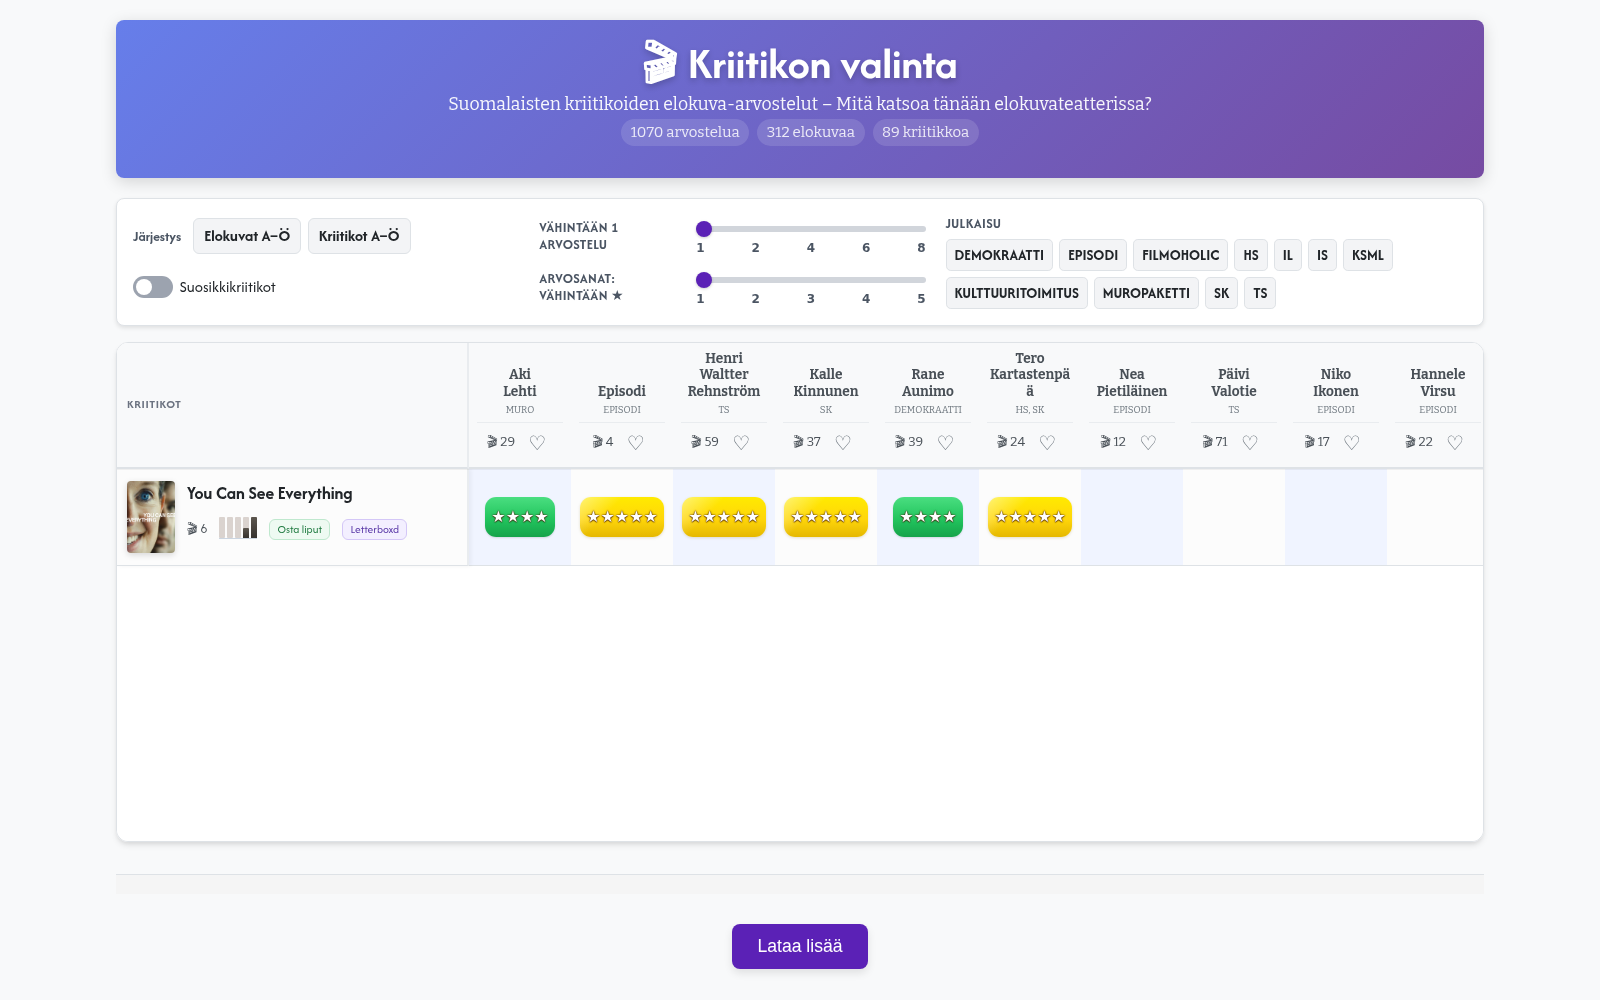 🎬 Kriitikon valinta
Suomalaisten kriitikoiden elokuva-arvostelut – Mitä katsoa tänään elokuvateatterissa?
1070 arvostelua 312 elokuvaa 89 kriitikkoa
Järjestys Elokuvat A–Ö Kriitikot A–Ö
Suosikkikriitikot
VÄHINTÄÄN 1
ARVOSTELU
1 2 4 6 8
ARVOSANAT:
VÄHINTÄÄN ★
1 2 3 4 5
JULKAISU
DEMOKRAATTI EPISODI FILMOHOLIC HS IL IS KSML
KULTTUURITOIMITUS MUROPAKETTI SK TS
KRIITIKOT
Aki
Lehti
MURO
🎬 29 ♡
Episodi
EPISODI
🎬 4 ♡
Henri
Waltter
Rehnström
TS
🎬 59 ♡
Kalle
Kinnunen
SK
🎬 37 ♡
Rane
Aunimo
DEMOKRAATTI
🎬 39 ♡
Tero
Kartastenpä
ä
HS, SK
🎬 24 ♡
Nea
Pietiläinen
EPISODI
🎬 12 ♡
Päivi
Valotie
TS
🎬 71 ♡
Niko
Ikonen
EPISODI
🎬 17 ♡
Hannele
Virsu
EPISODI
🎬 22 ♡
You Can See Everything
🎬 6 Osta liput Letterboxd
★★★★ ★★★★★ ★★★★★ ★★★★★ ★★★★ ★★★★★
Lataa lisää